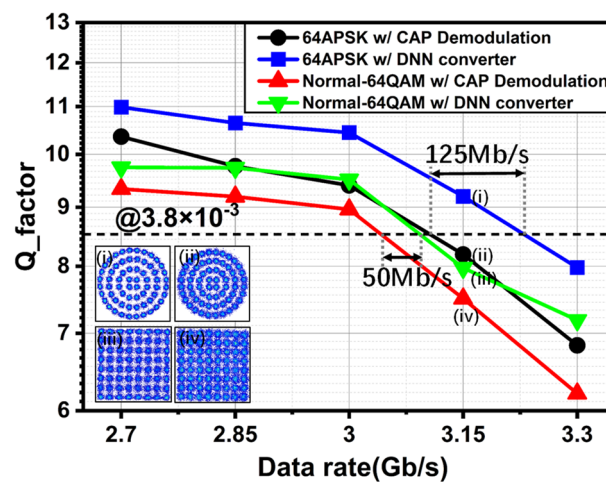 13
12
11
10
9
8
7
6
Q_factor
64APSK w/ CAP Demodulation
64APSK w/ DNN converter
Normal-64QAM w/ CAP Demodulation
Normal-64QAM w/ DNN converter
125Mb/s
@3.8×10-3
50Mb/s
(i)
(ii)
(iii)
(iv)
(i)
(ii)
(iii)
(iv)
2.7
2.85
3
3.15
3.3
Data rate(Gb/s)